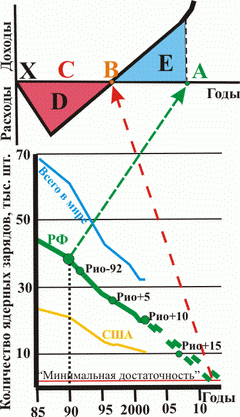 Доходы
Расходы
X
C
B
A
D
E
Годы
Количество ядерных зарядов, тыс. шт.
70
50
30
10
Всего в мире
РФ
Рио-92
Рио+5
Рио+10
США
Рио+15
“Минимальная достаточность”
85 90 95 2000 05 10
Годы